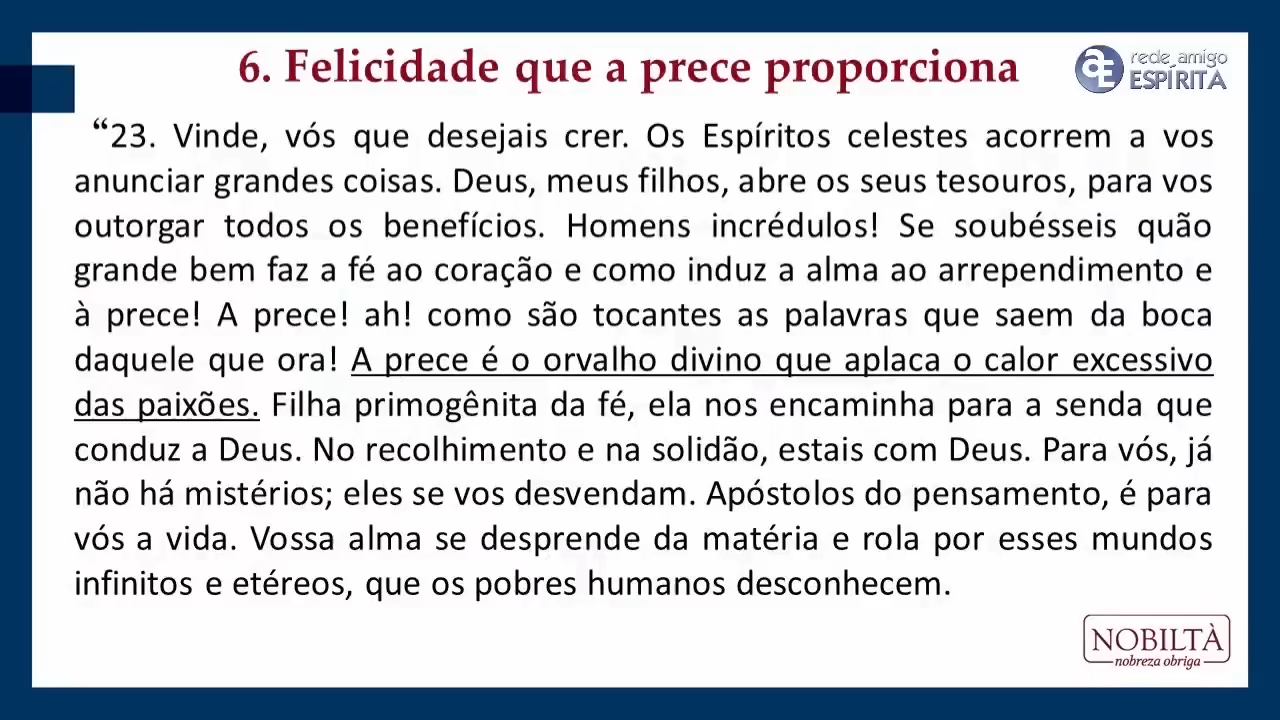 6. Felicidade que a prece proporciona
rede amigo
ESPÍRITA
“23. Vinde, vós que desejais crer. Os Espíritos celestes acorrem a vos
anunciar grandes coisas. Deus, meus filhos, abre os seus tesouros, para vos
outorgar todos os benefícios. Homens incrédulos! Se soubésseis quão
grande bem faz a fé ao coração e como induz a alma ao arrependimento e
à prece! A prece! ah! como são tocantes as palavras que saem da boca
daquele que ora! A prece é o orvalho divino que aplaca o calor excessivo
das paixões. Filha primogênita da fé, ela nos encaminha para a senda que
conduz a Deus. No recolhimento e na solidão, estais com Deus. Para vós, já
não há mistérios; eles se vos desvendam. Apóstolos do pensamento, é para
vós a vida. Vossa alma se desprende da matéria e rola por esses mundos
infinitos e etéreos, que os pobres humanos desconhecem.
NOBILTÀ
nobreza obriga